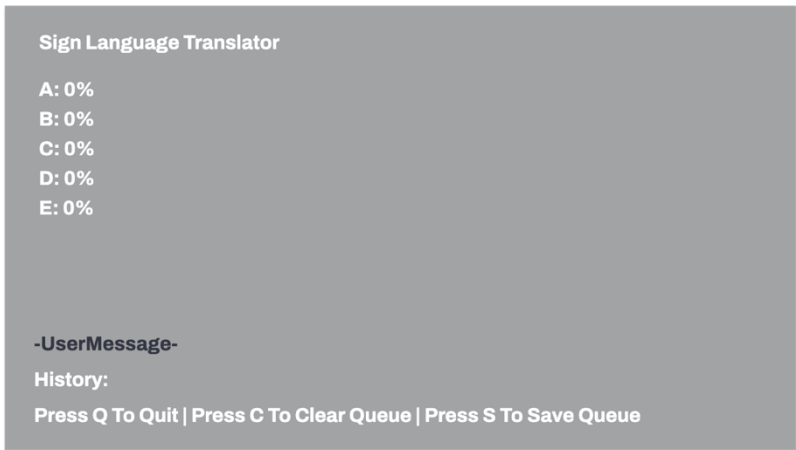 Sign Language Translator
A: 0%
B: 0%
C: 0%
D: 0%
E: 0%
-UserMessage-
History:
Press Q To Quit | Press C To Clear Queue | Press S To Save Queue